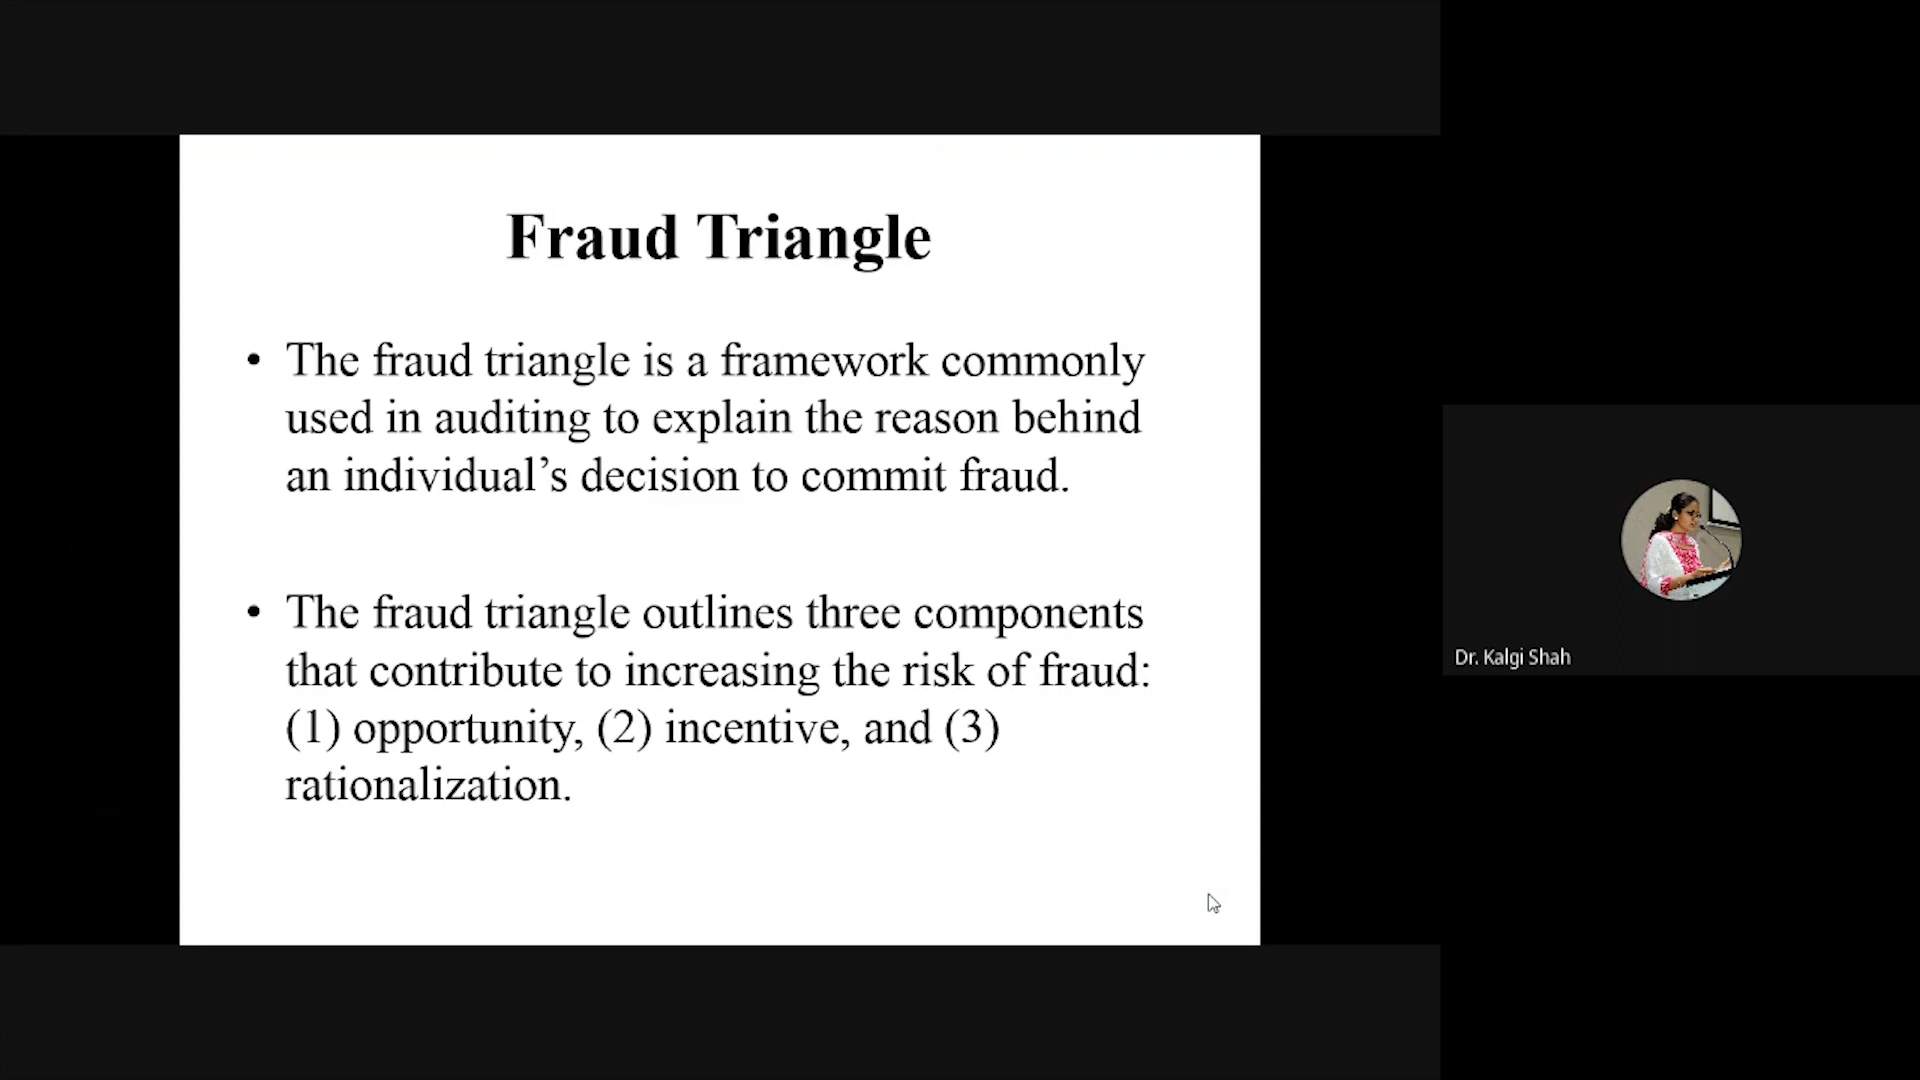 Fraud Triangle
• The fraud triangle is a framework commonly
used in auditing to explain the reason behind
an individual’s decision to commit fraud.
• The fraud triangle outlines three components
that contribute to increasing the risk of fraud:
(1) opportunity, (2) incentive, and (3)
rationalization.
Dr. Kalgi Shah